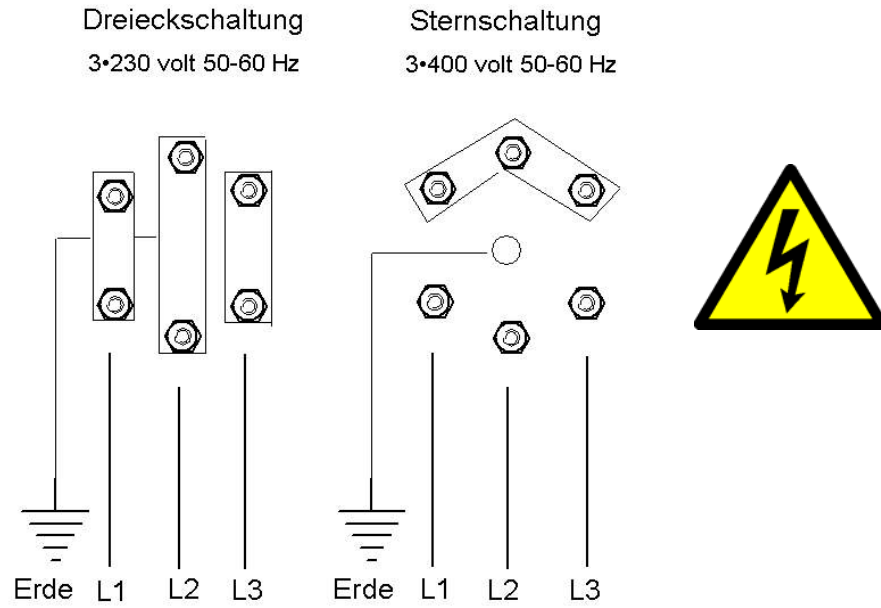 Dreieckschaltung
3•230 volt 50-60 Hz
Sternschaltung
3•400 volt 50-60 Hz
Erde L1 L2 L3
Erde L1 L2 L3